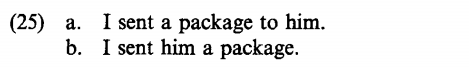 (25) a. I sent a package to him.
b. I sent him a package.